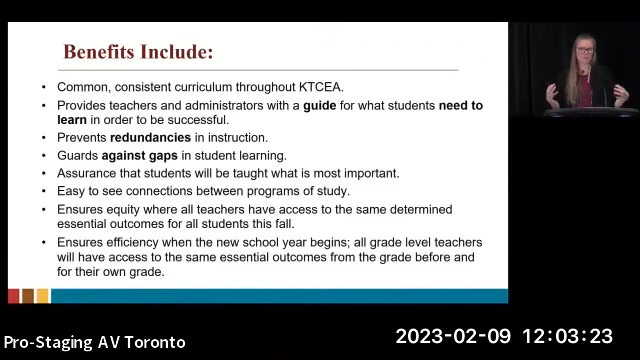 Benefits Include:
• Common, consistent curriculum throughout KTCEA.
• Provides teachers and administrators with a guide for what students need to
learn in order to be successful.
• Prevents redundancies in instruction.
• Guards against gaps in student learning.
• Assurance that students will be taught what is most important.
• Easy to see connections between programs of study.
• Ensures equity where all teachers have access to the same determined
essential outcomes for all students this fall.
• Ensures efficiency when the new school year begins; all grade level teachers
will have access to the same essential outcomes from the grade before and
for their own grade.
Pro-Staging AV Toronto
2023-02-09 12:03:23